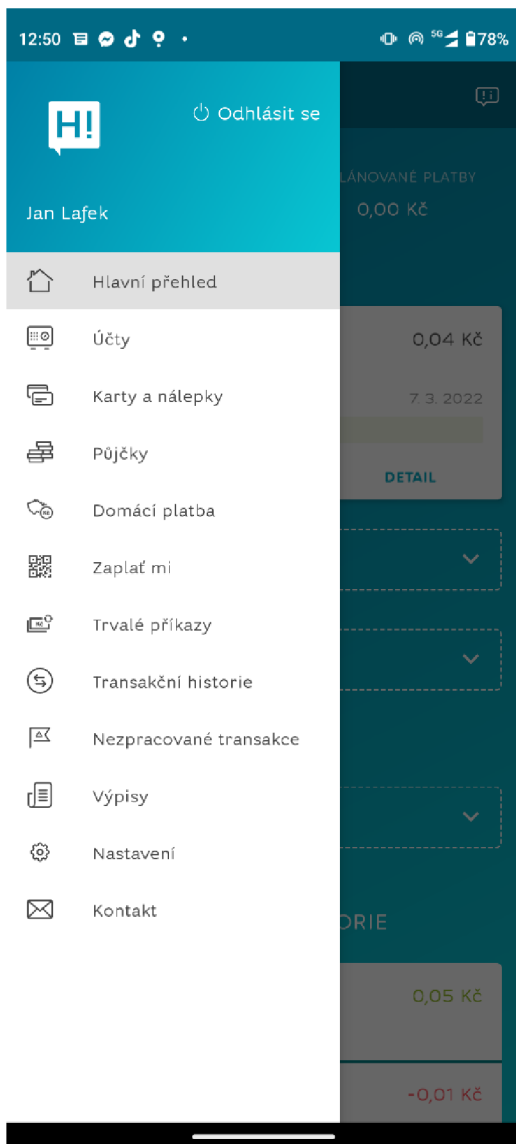 12:50 5G 78%
H!
Odhlásit se
Jan Lafek
LÁNOVANÉ PLATBY
0,00 Kč
Hlavní přehled
Účty
0,04 Kč
Karty a nálepky
7. 3. 2022
Půjčky
DETAIL
Domácí platba
Zaplať mi
Trvalé příkazy
Transakční historie
Nezpracované transakce
Výpisy
Nastavení
Kontakt
ORIE
0,05 Kč
-0,01 Kč